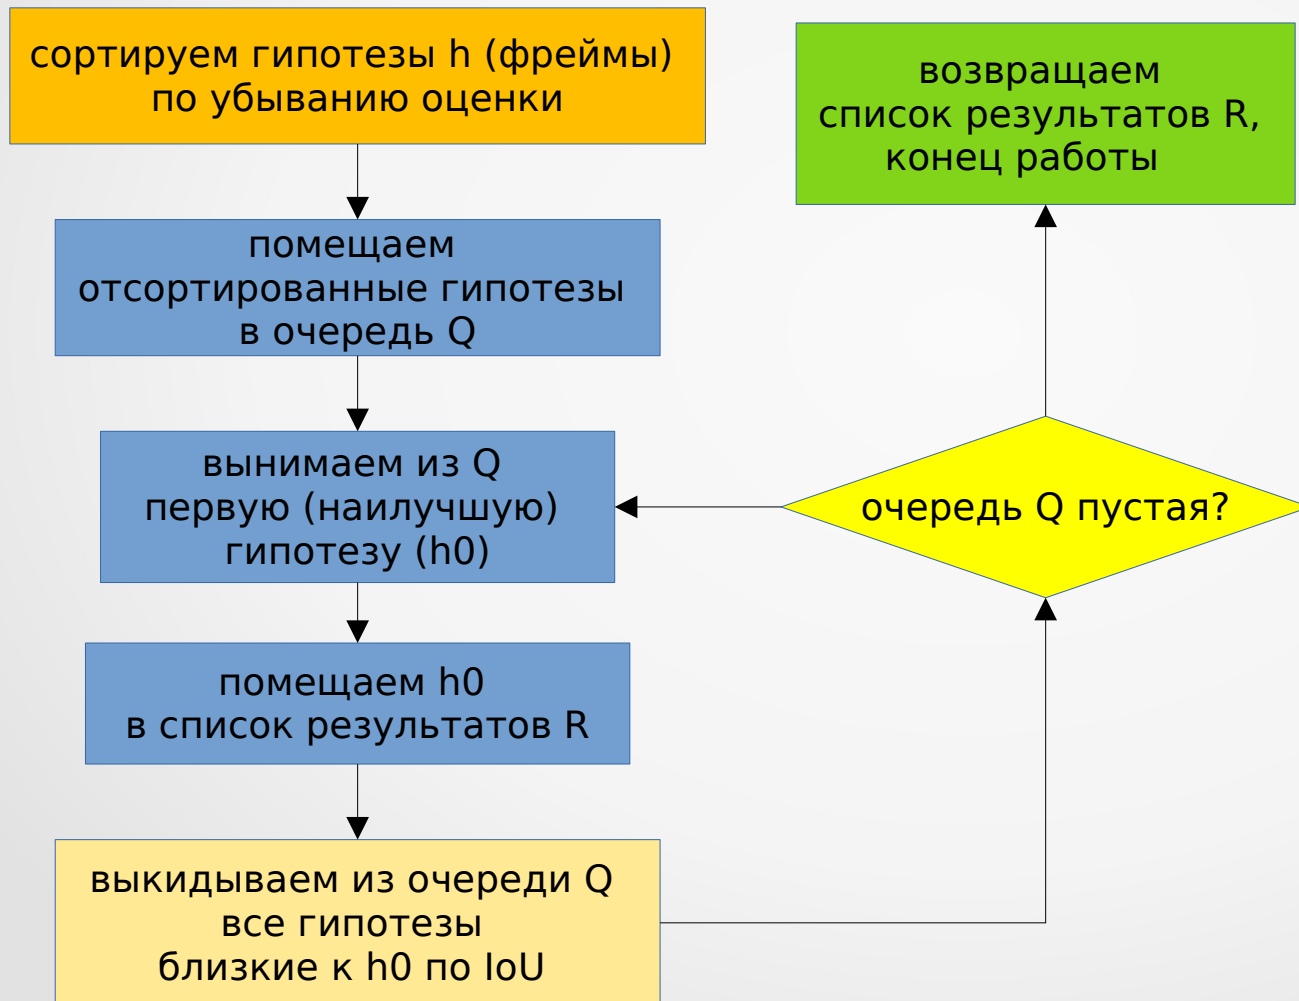 сортируем гипотезы h (фреймы)
по убыванию оценки
помещаем
отсортированные гипотезы
в очередь Q
вынимаем из Q
первую (наилучшую)
гипотезу (h0)
помещаем h0
в список результатов R
выкидываем из очереди Q
все гипотезы
близкие к h0 по IoU
очередь Q пустая?
возвращаем
список результатов R,
конец работы